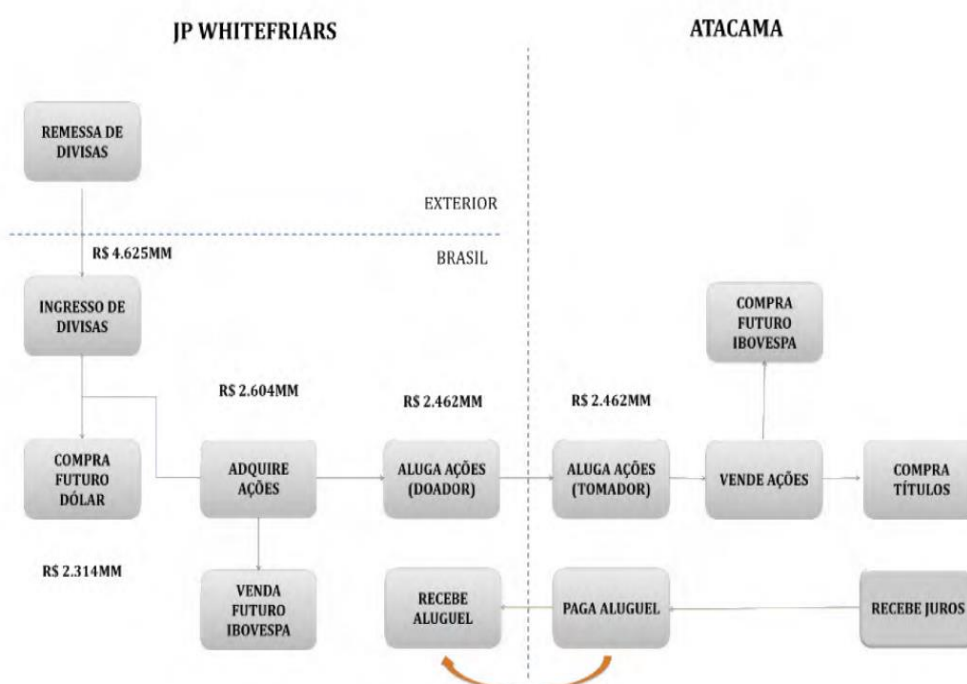 JP WHITEFRIARS
ATACAMA
REMESSA DE
DIVISAS
EXTERIOR
R$ 4.625MM
BRASIL
INGRESSO DE
DIVISAS
COMPRA
FUTURO
IBOVESPA
R$ 2.604MM
R$ 2.462MM
R$ 2.462MM
COMPRA
FUTURO
DÓLAR
ADQUIRE
AÇÕES
ALUGA AÇÕES
(DOADOR)
ALUGA AÇÕES
(TOMADOR)
VENDE AÇÕES
COMPRA
TÍTULOS
R$ 2.314MM
VENDA
FUTURO
IBOVESPA
RECEBE
ALUGUEL
PAGA ALUGUEL
RECEBE JUROS